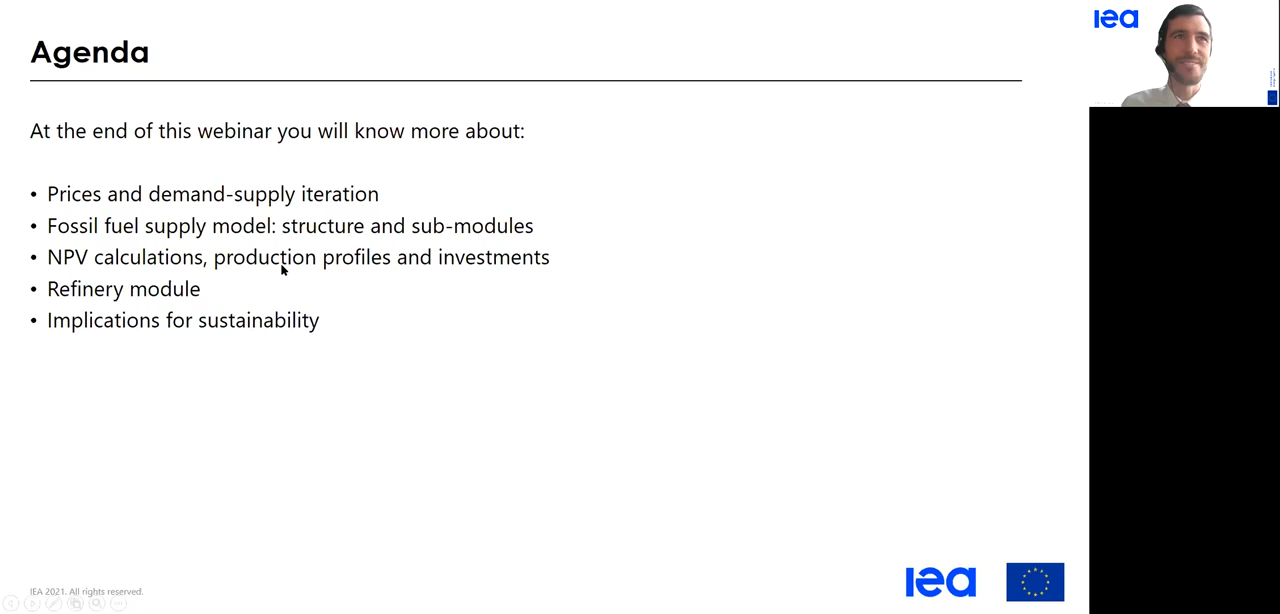 Agenda
At the end of this webinar you will know more about:
• Prices and demand-supply iteration
• Fossil fuel supply model: structure and sub-modules
• NPV calculations, production profiles and investments
• Refinery module
• Implications for sustainability
IEA 2021. All rights reserved.
iea
iea